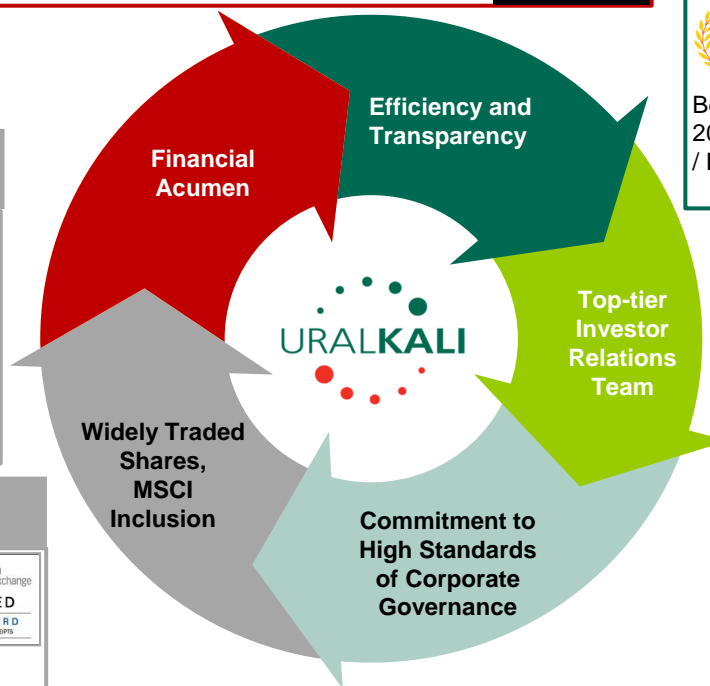 Efficiency and
Transparency
Financial
Acumen
URALKALI
Top-tier
Investor
Relations
Team
Widely Traded
Shares,
MSCI
Inclusion
Commitment to
High Standards
of Corporate
Governance